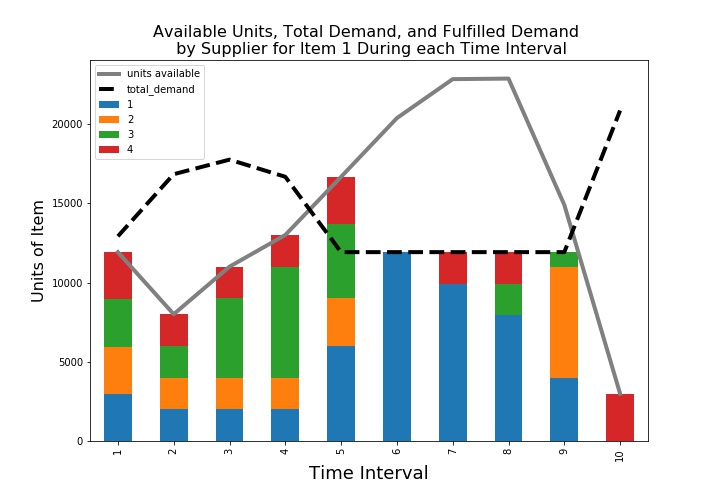 Available Units, Total Demand, and Fulfilled Demand
by Supplier for Item 1 During each Time Interval
units available
total_demand
1
2
3
4
Units of Item
20000
15000
10000
5000
0
1 2 3 4 5 6 7 8 9 10
Time Interval